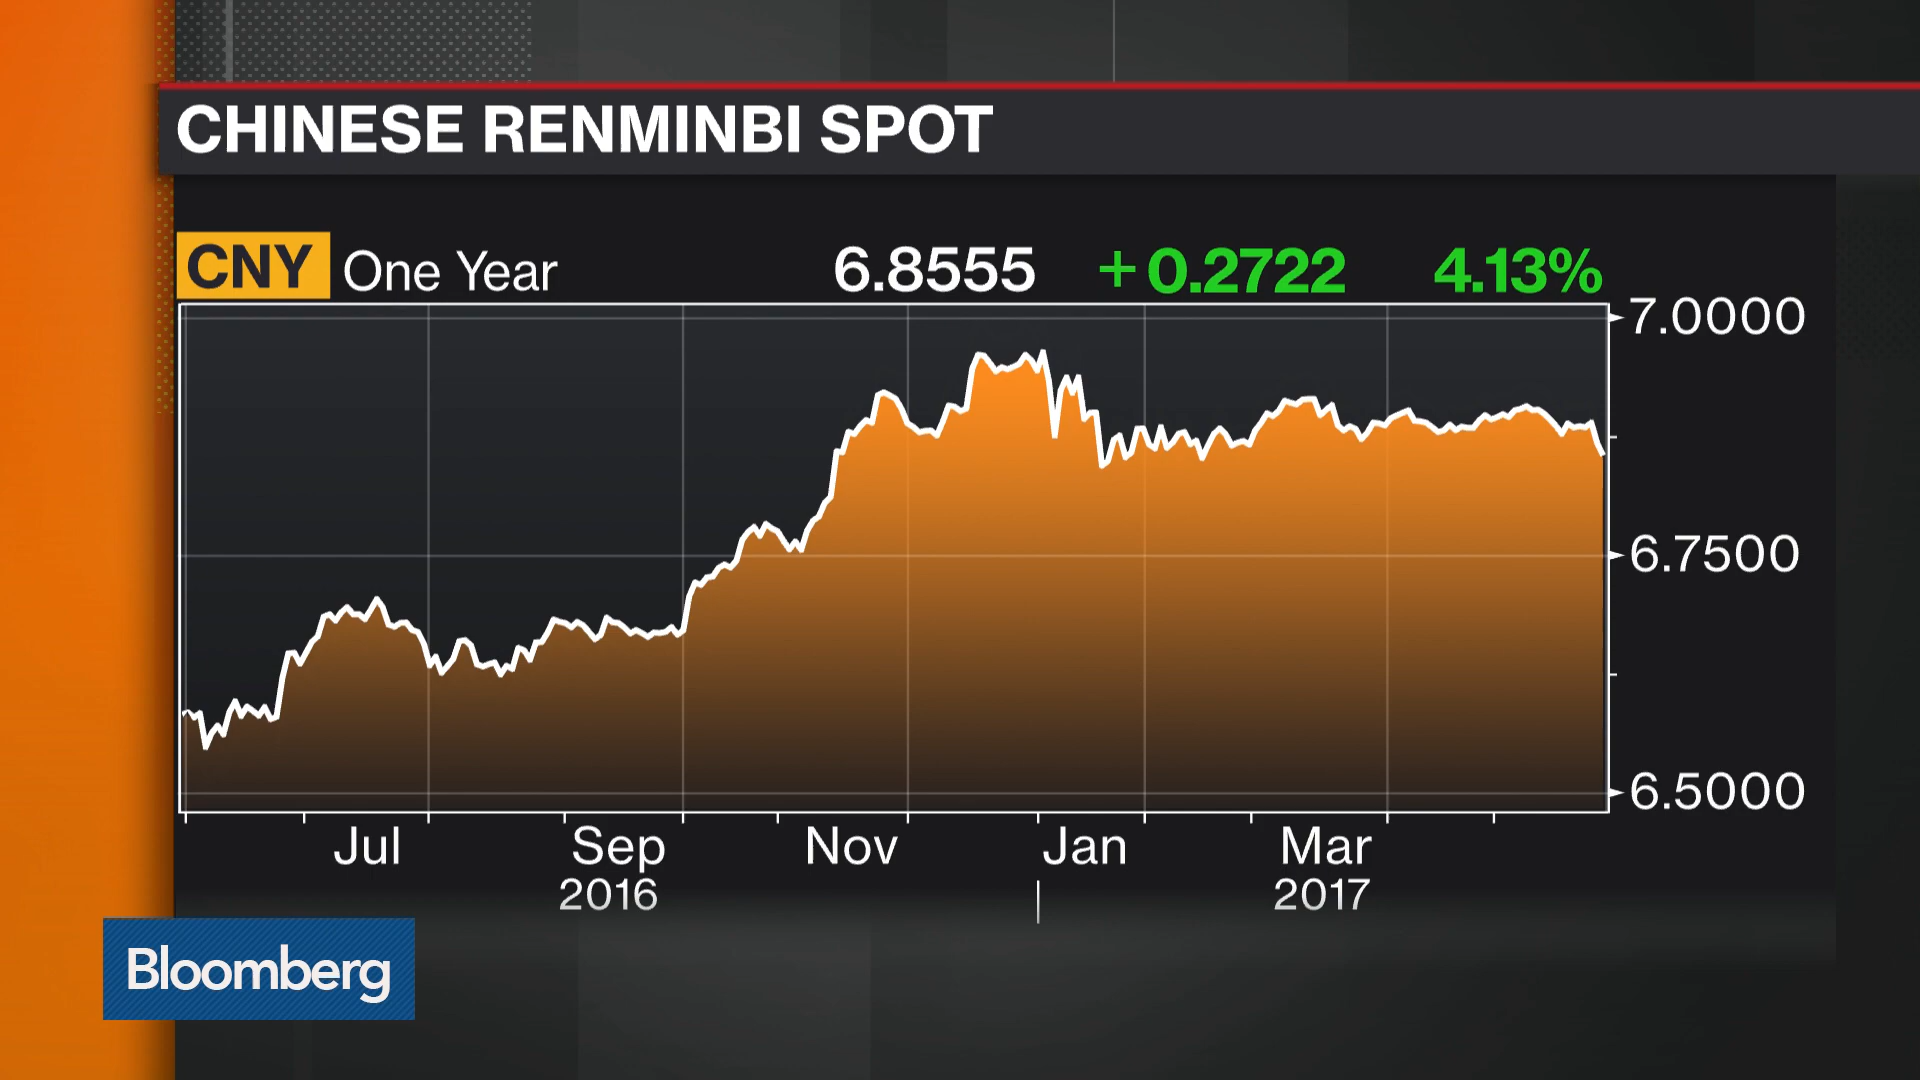 CHINESE RENMINBI SPOT
CNY One Year 6.8555 +0.2722 4.13%
7.0000
6.7500
6.5000
Jul Sep Nov Jan Mar
2016 2017
Bloomberg